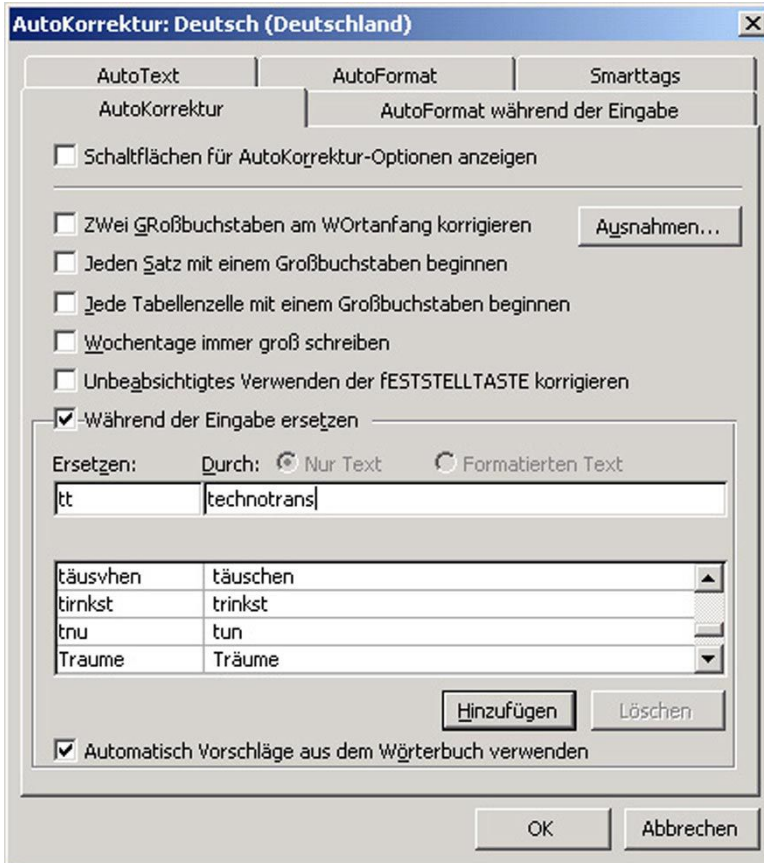 AutoKorrektur: Deutsch (Deutschland)
AutoText AutoFormat Smarttags
AutoKorrektur AutoFormat während der Eingabe
Schaltflächen für AutoKorrektur-Optionen anzeigen
ZWei GRoßbuchstaben am WOrtanfang korrigieren Ausnahmen...
Jeden Satz mit einem Großbuchstaben beginnen
Jede Tabellenzelle mit einem Großbuchstaben beginnen
Wochentage immer groß schreiben
Unbeabsichtigtes Verwenden der fESTSTELLTASTE korrigieren
Während der Eingabe ersetzen
Ersetzen: Durch: Nur Text Formatierten Text
tt technotrans
täusvhen täuschen
tirnkst trinkst
tnu tun
Traume Träume
Hinzufügen Löschen
Automatisch Vorschläge aus dem Wörterbuch verwenden
OK Abbrechen